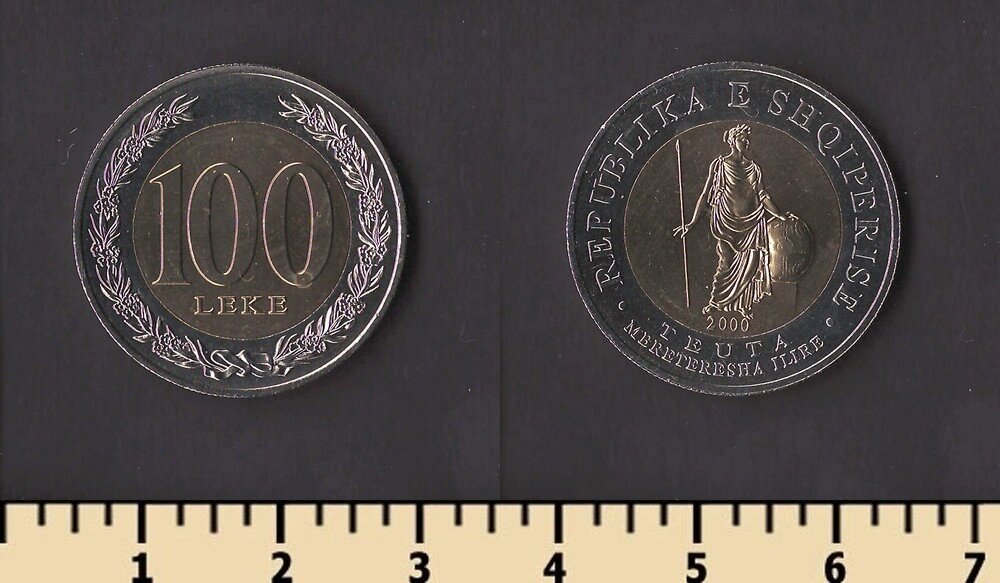 100
LEKE
REPUBLIKA E SHQIPERISE
2000
TEUTA
MBRETERESHA ILIRE
1 2 3 4 5 6 7